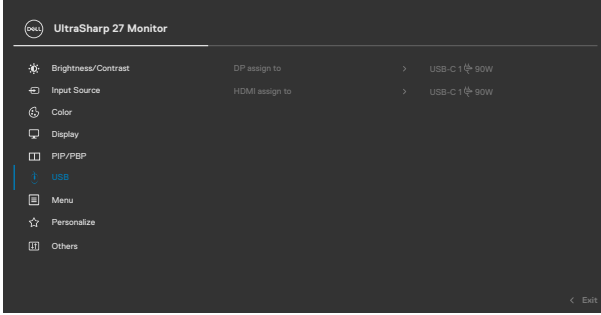 DELL UltraSharp 27 Monitor
Brightness/Contrast DP assign to > USB-C 1 90W
Input Source HDMI assign to > USB-C 1 90W
Color
Display
PIP/PBP
USB
Menu
Personalize
Others
< Exit